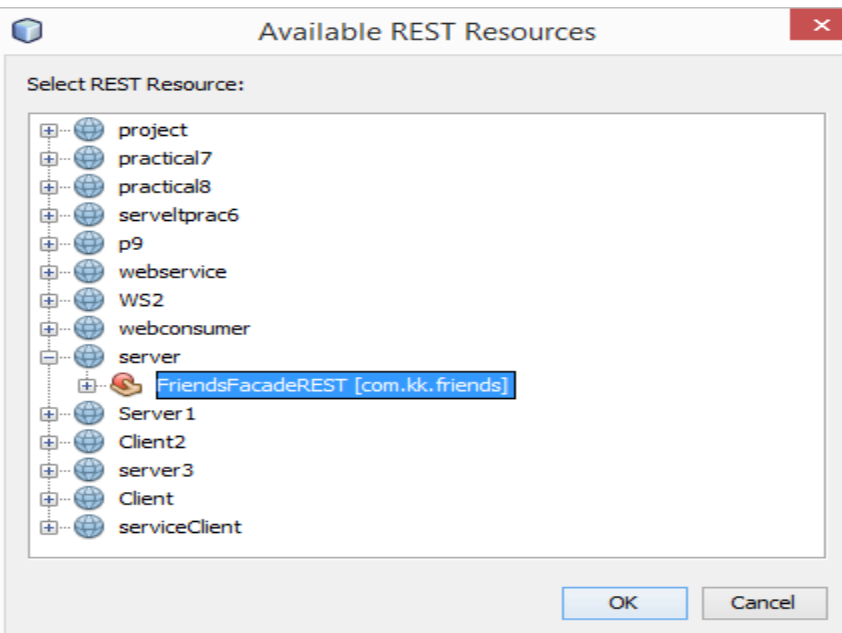 Available REST Resources
Select REST Resource:
project
practical7
practical8
serveltprac6
p9
webservice
WS2
webconsumer
server
FriendsFacadeREST [com.kk.friends]
Server1
Client2
server3
Client
serviceClient
OK Cancel